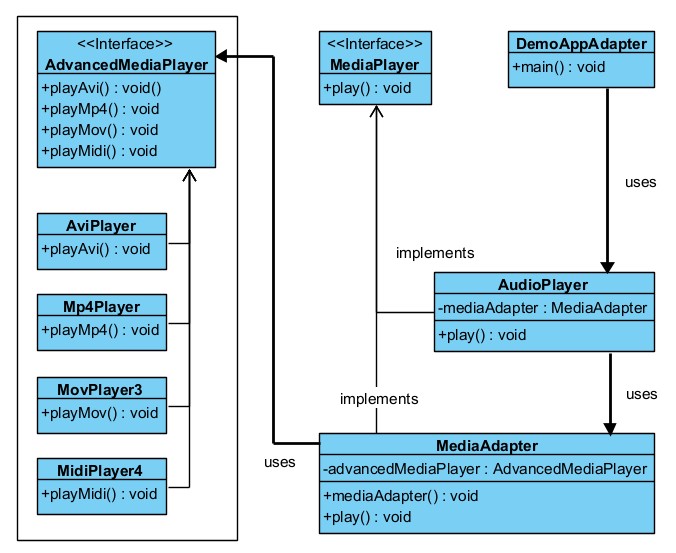 <<Interface>>
AdvancedMediaPlayer
+playAvi() : void()
+playMp4() : void
+playMov() : void
+playMidi() : void
AviPlayer
+playAvi() : void
Mp4Player
+playMp4() : void
MovPlayer3
+playMov() : void
MidiPlayer4
+playMidi() : void
<<Interface>>
MediaPlayer
+play() : void
DemoAppAdapter
+main() : void
uses
implements
AudioPlayer
-mediaAdapter : MediaAdapter
+play() : void
uses
implements
uses
MediaAdapter
-advancedMediaPlayer : AdvancedMediaPlayer
+mediaAdapter() : void
+play() : void